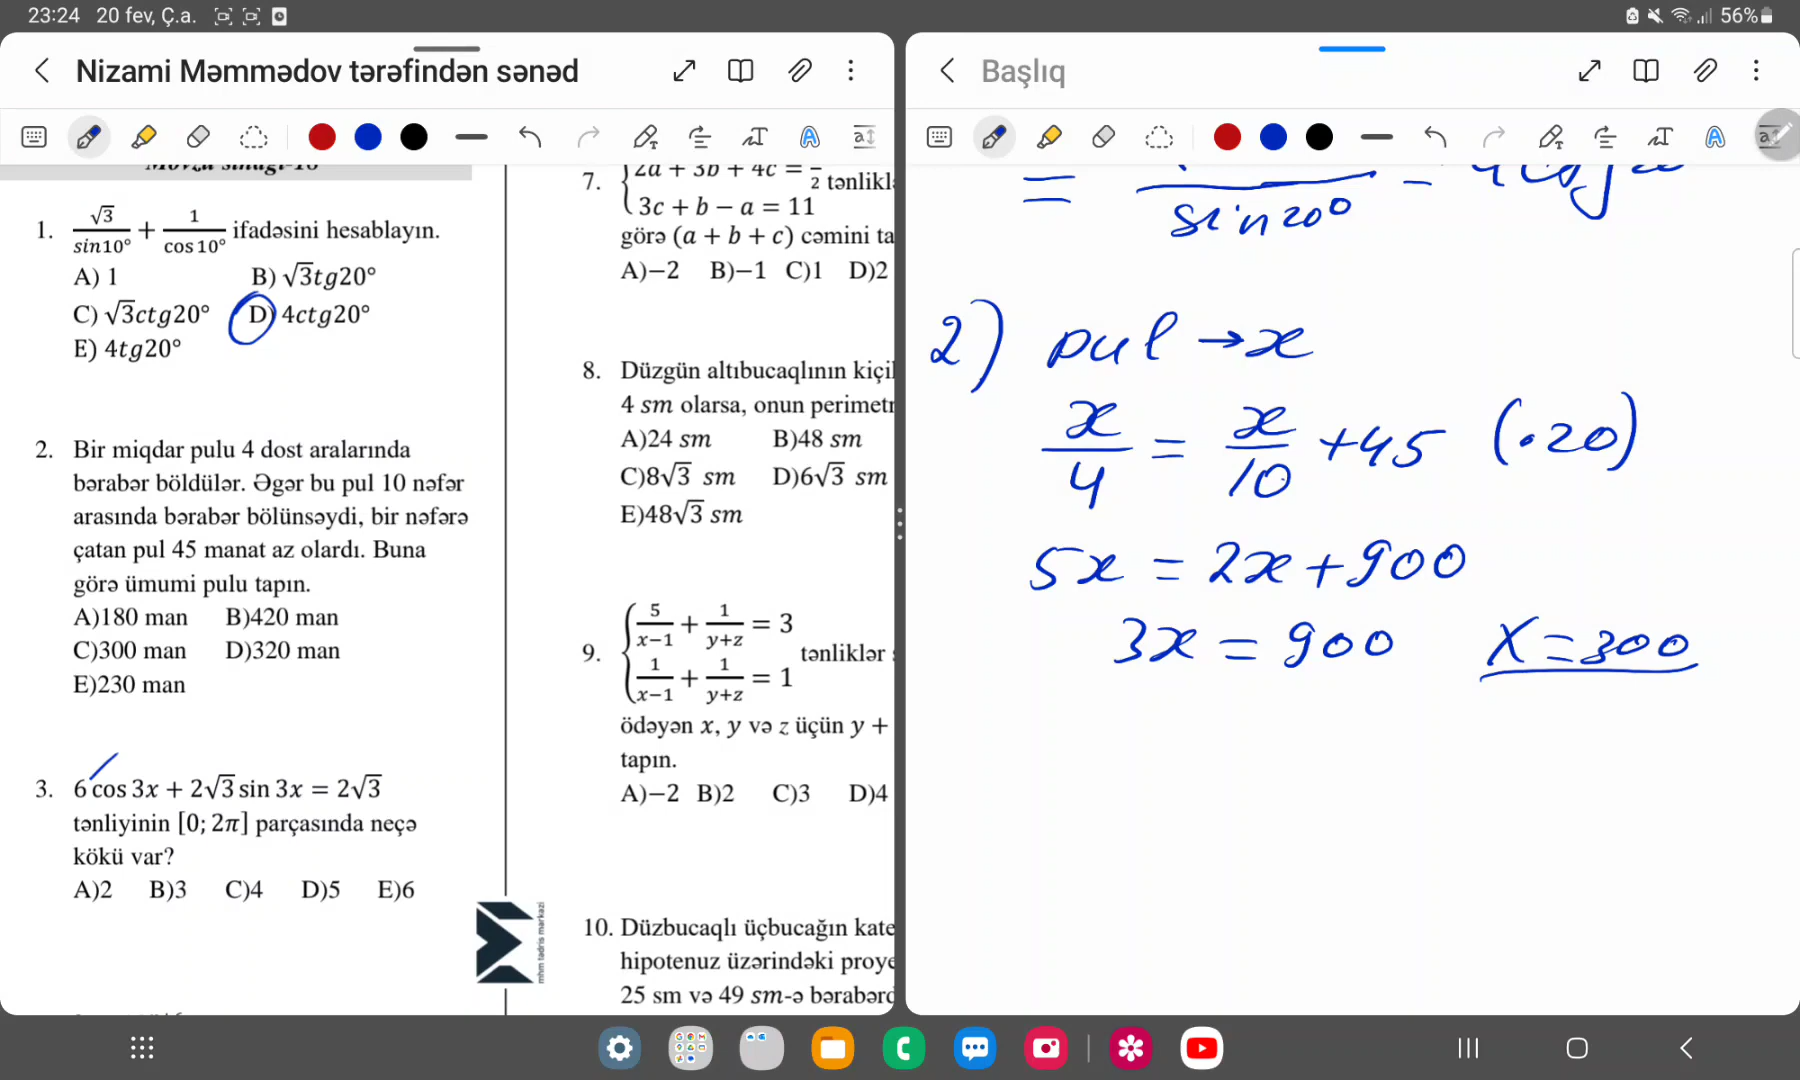 23:24 20 fev, Ç.a.
56%
Nizami Məmmədov tərəfindən sənəd
1. √3/sin10° + 1/cos10° ifadəsini hesablayın.
A) 1 B) √3tg20°
C) √3ctg20° D) 4ctg20°
E) 4tg20°
2. Bir miqdar pulu 4 dost aralarında
bərabər böldülər. Əgər bu pul 10 nəfər
arasında bərabər bölünsəydi, bir nəfərə
çatan pul 45 manat az olardı. Buna
görə ümumi pulu tapın.
A)180 man B)420 man
C)300 man D)320 man
E)230 man
3. 6 cos 3x + 2√3 sin 3x = 2√3
tənliyinin [0; 2π] parçasında neçə
kökü var?
A)2 B)3 C)4 D)5 E)6
mhm tədris mərkəzi
7. 2a + 3b + 4c = /2 tənliklə
3c + b − a = 11
görə (a + b + c) cəmini ta
A)−2 B)−1 C)1 D)2
8. Düzgün altıbucaqlının kiçi
4 sm olarsa, onun perimet
A)24 sm B)48 sm
C)8√3 sm D)6√3 sm
E)48√3 sm
9. { 5/(x−1) + 1/(y+z) = 3
1/(x−1) + 1/(y+z) = 1 tənliklər
ödəyən x, y və z üçün y +
tapın.
A)−2 B)2 C)3 D)4
10. Düzbucaqlı üçbucağın kate
hipotenuz üzərindəki proye
25 sm və 49 sm-ə bərabər
Başlıq
= sin20°
2) pul → x
x/4 = x/10 + 45 (·20)
5x = 2x + 900
3x = 900 x = 300